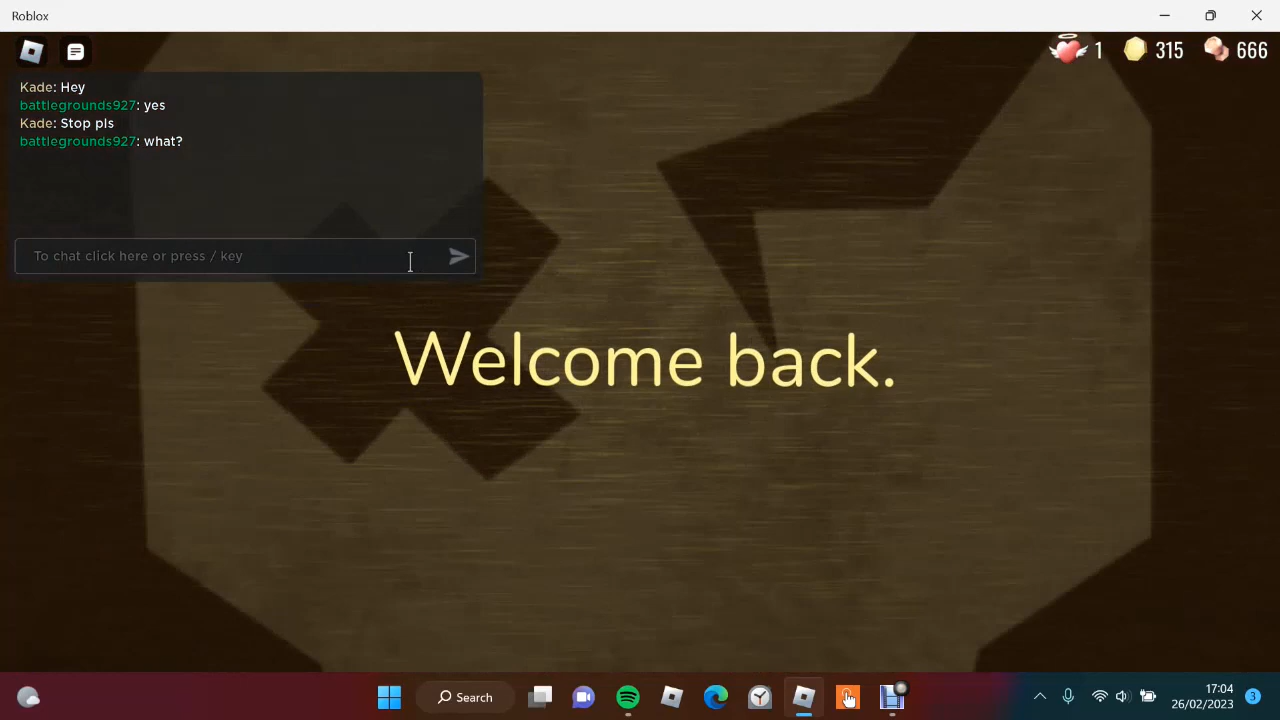 Roblox
1 315 666
Kade: Hey
battlegrounds927: yes
Kade: Stop pls
battlegrounds927: what?
To chat click here or press / key
Welcome back.
Search
17:04
26/02/2023
3